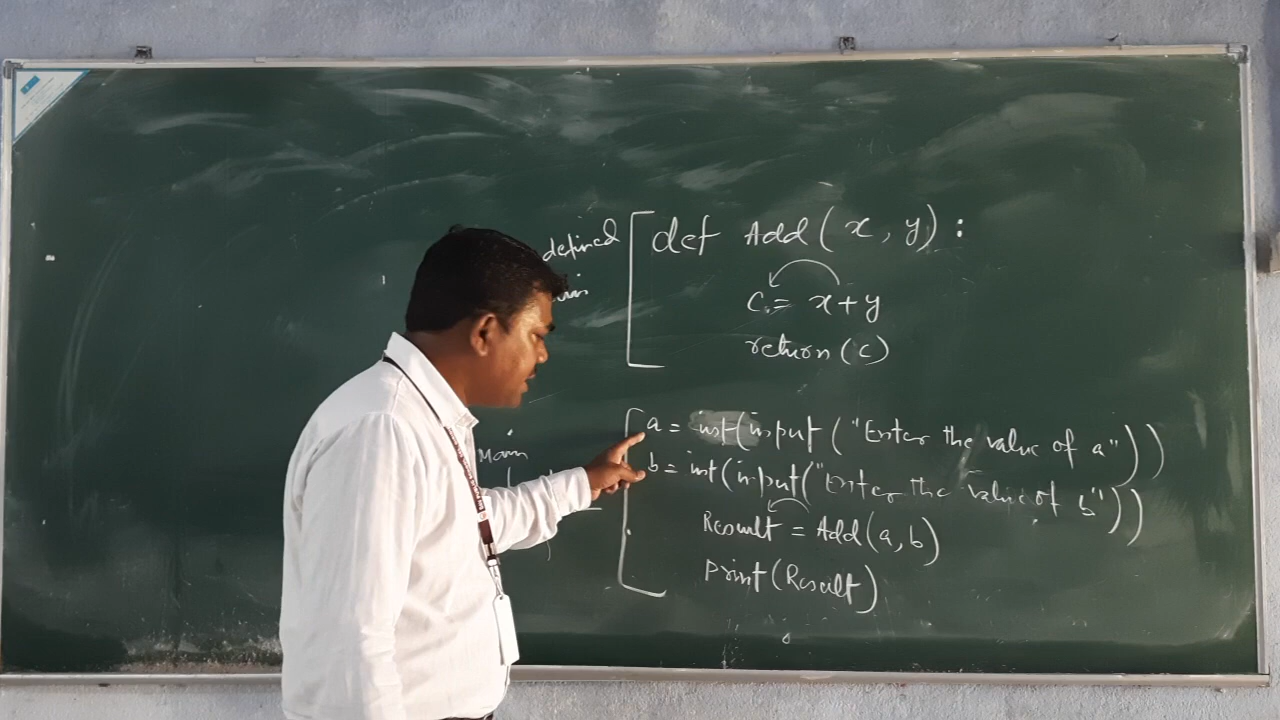 defined
def Add(x, y):
c = x+y
return(c)
Main
a = int(input("Enter the value of a"))
b = int(input("Enter the value of b"))
Result = Add(a,b)
print(Result)